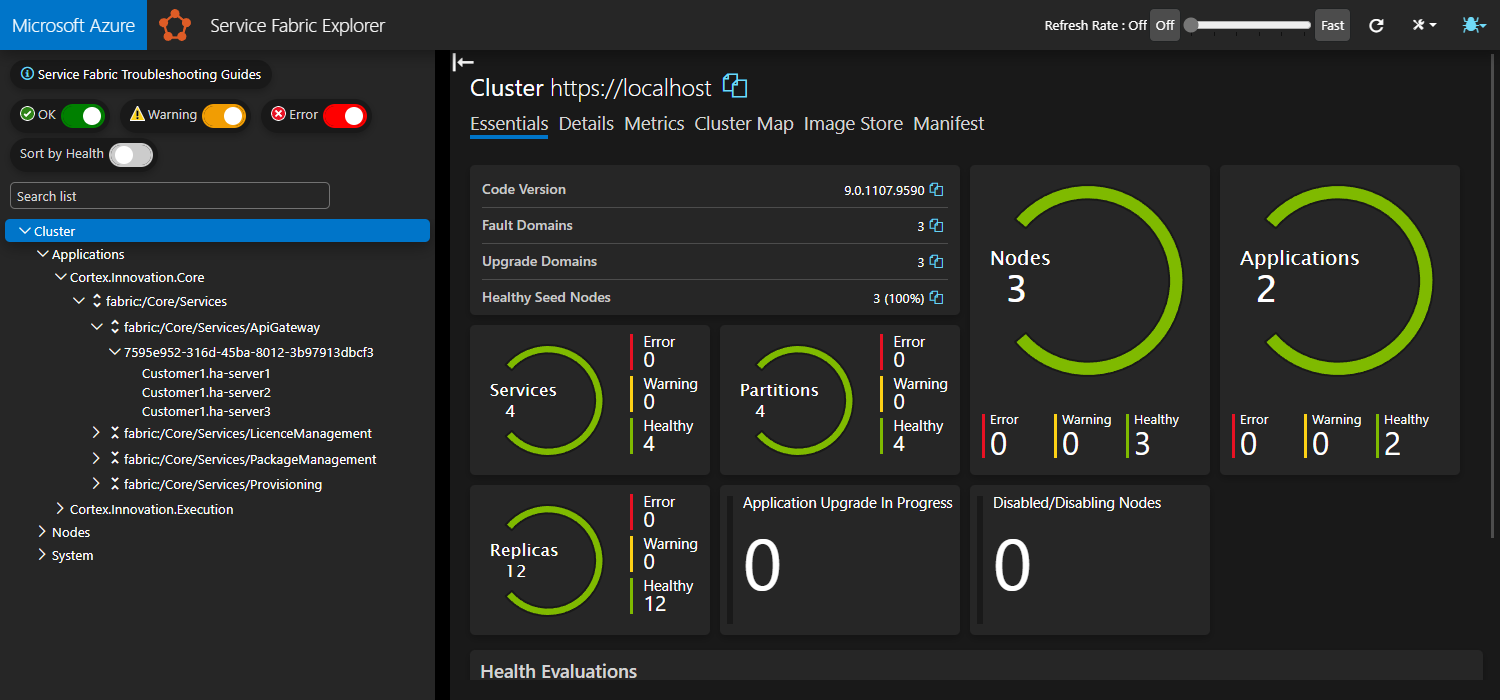 Microsoft Azure
Service Fabric Explorer
Refresh Rate : Off Off Fast
Service Fabric Troubleshooting Guides
OK Warning Error
Sort by Health
Search list
Cluster
Applications
Cortex.Innovation.Core
fabric:/Core/Services
fabric:/Core/Services/ApiGateway
7595e952-316d-45ba-8012-3b97913dbcf3
Customer1.ha-server1
Customer1.ha-server2
Customer1.ha-server3
fabric:/Core/Services/LicenceManagement
fabric:/Core/Services/PackageManagement
fabric:/Core/Services/Provisioning
Cortex.Innovation.Execution
Nodes
System
Cluster https://localhost
Essentials Details Metrics Cluster Map Image Store Manifest
Code Version 9.0.1107.9590
Fault Domains 3
Upgrade Domains 3
Healthy Seed Nodes 3 (100%)
Nodes
3
Error
0
Warning
0
Healthy
3
Applications
2
Error
0
Warning
0
Healthy
2
Services
4
Error
0
Warning
0
Healthy
4
Partitions
4
Error
0
Warning
0
Healthy
4
Replicas
12
Error
0
Warning
0
Healthy
12
Application Upgrade In Progress
0
Disabled/Disabling Nodes
0
Health Evaluations